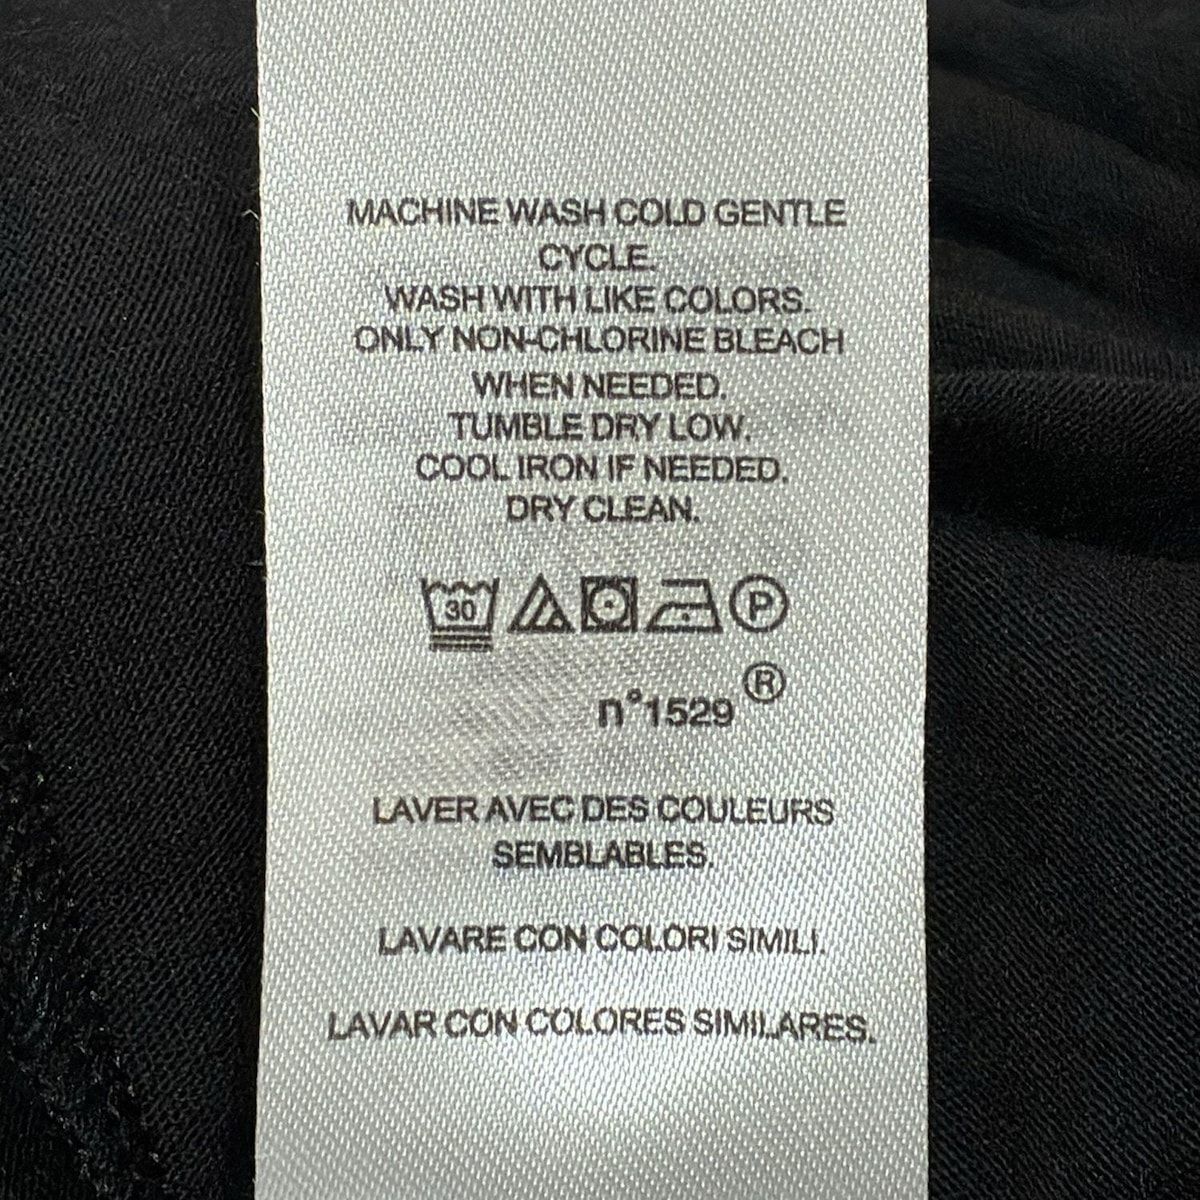 MACHINE WASH COLD GENTLE
CYCLE.
WASH WITH LIKE COLORS.
ONLY NON-CHLORINE BLEACH
WHEN NEEDED.
TUMBLE DRY LOW.
COOL IRON IF NEEDED.
DRY CLEAN.
30 P
n°1529 ®
LAVER AVEC DES COULEURS
SEMBLABLES.
LAVARE CON COLORI SIMILI.
LAVAR CON COLORES SIMILARES.